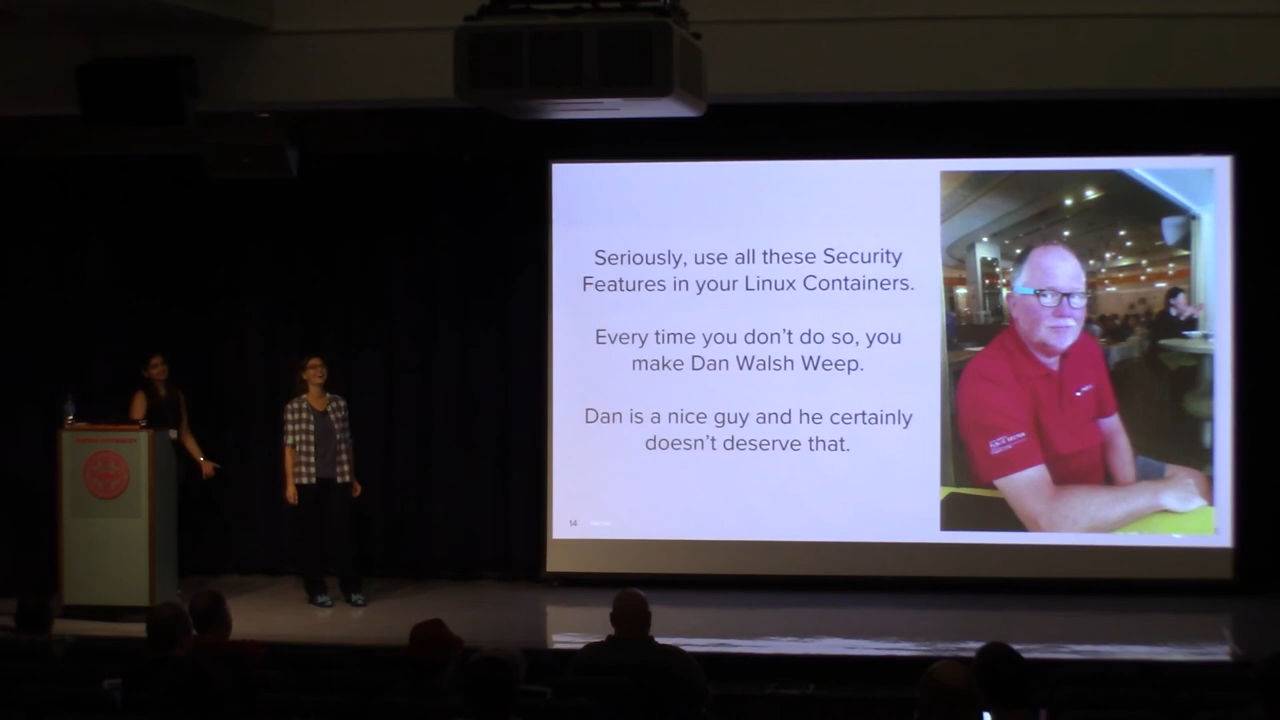 Seriously, use all these Security
Features in your Linux Containers.
Every time you don't do so, you
make Dan Walsh Weep.
Dan is a nice guy and he certainly
doesn't deserve that.
14